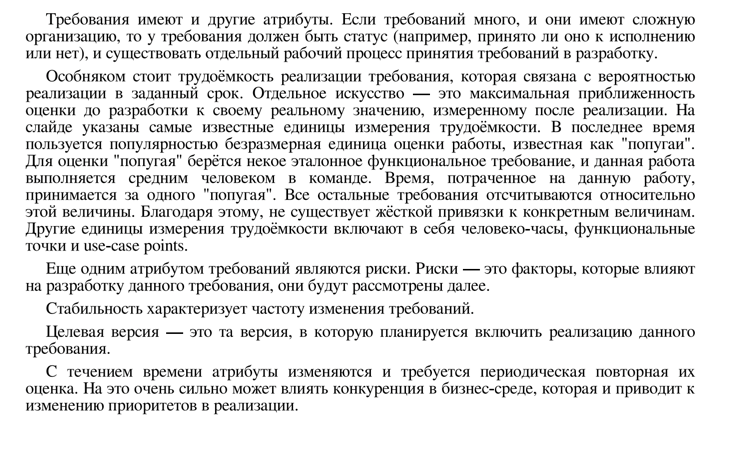 Требования имеют и другие атрибуты. Если требований много, и они имеют сложную
организацию, то у требования должен быть статус (например, принято ли оно к исполнению
или нет), и существовать отдельный рабочий процесс принятия требований в разработку.
Особняком стоит трудоёмкость реализации требования, которая связана с вероятностью
реализации в заданный срок. Отдельное искусство — это максимальная приближенность
оценки до разработки к своему реальному значению, измеренному после реализации. На
слайде указаны самые известные единицы измерения трудоёмкости. В последнее время
пользуется популярностью безразмерная единица оценки работы, известная как "попугаи".
Для оценки "попугая" берётся некое эталонное функциональное требование, и данная работа
выполняется средним человеком в команде. Время, потраченное на данную работу,
принимается за одного "попугая". Все остальные требования отсчитываются относительно
этой величины. Благодаря этому, не существует жёсткой привязки к конкретным величинам.
Другие единицы измерения трудоёмкости включают в себя человеко-часы, функциональные
точки и use-case points.
Еще одним атрибутом требований являются риски. Риски — это факторы, которые влияют
на разработку данного требования, они будут рассмотрены далее.
Стабильность характеризует частоту изменения требований.
Целевая версия — это та версия, в которую планируется включить реализацию данного
требования.
С течением времени атрибуты изменяются и требуется периодическая повторная их
оценка. На это очень сильно может влиять конкуренция в бизнес-среде, которая и приводит к
изменению приоритетов в реализации.